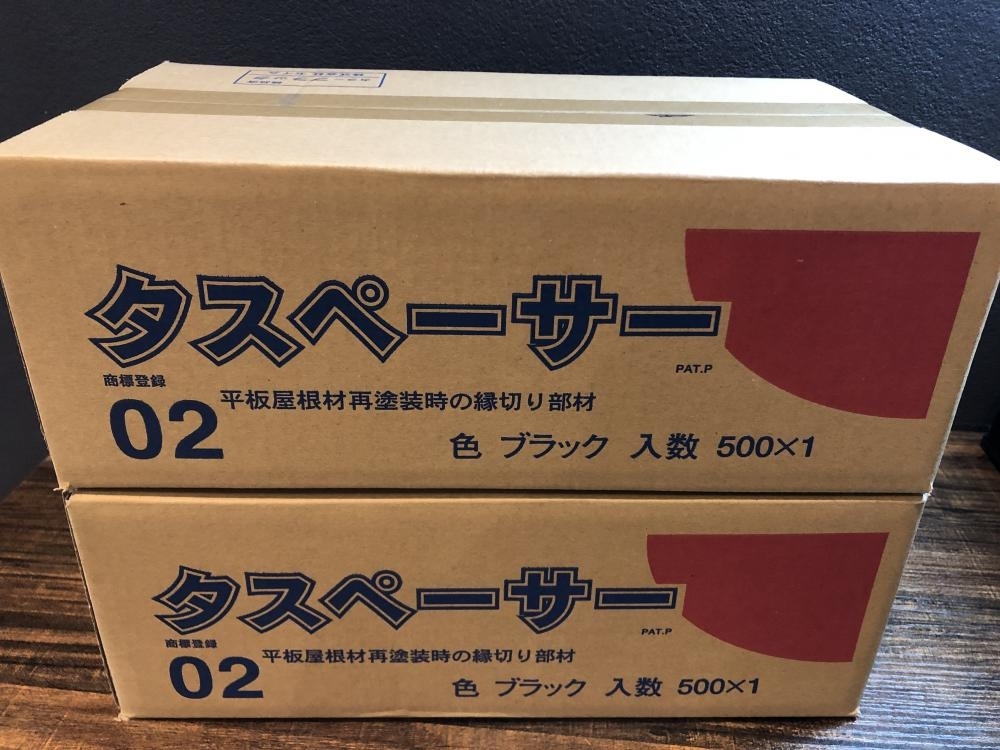 タスペーサー
PAT.P
商標登録
02
平板屋根材再塗装時の縁切り部材
色 ブラック 入数 500×1
タスペーサー
PAT.P
商標登録
02
平板屋根材再塗装時の縁切り部材
色 ブラック 入数 500×1